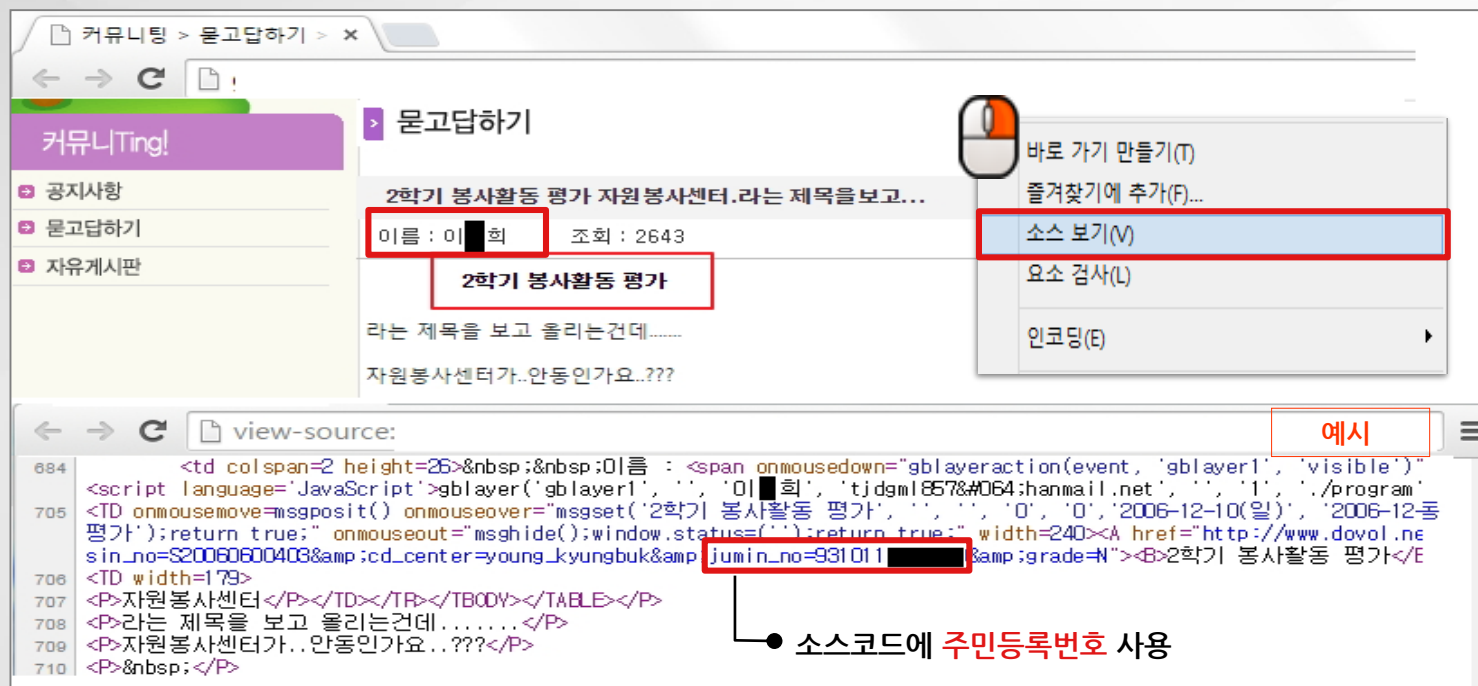 커뮤니팅 > 묻고답하기 >
커뮤니Ting!
공지사항
묻고답하기
자유게시판
묻고답하기
2학기 봉사활동 평가 자원봉사센터.라는 제목을보고...
이름 : 이 희 조회 : 2643
2학기 봉사활동 평가
라는 제목을 보고 올리는건데.......
자원봉사센터가..안동인가요..???
바로 가기 만들기(T)
즐겨찾기에 추가(F)...
소스 보기(V)
요소 검사(L)
인코딩(E)
view-source:
예시
684 <td colspan=2 height=26>&nbsp;&nbsp;이름 : <span onmousedown="gblayeraction(event, 'gblayer1', 'visible')"
<script language='JavaScript'>gblayer('gblayer1', '', '이 희', 'tjdgml857&#064;hanmail.net', '', '1', './program'
705 <TD onmousemove=msgposit() onmouseover="msgset('2학기 봉사활동 평가', '', '', '0', '0','2006-12-10(일)', '2006-12-동
평가');return true;" onmouseout="msghide();window.status=('');return true;" width=240><A href="http://www.dovol.ne
sin_no=S20060600403&amp;cd_center=young_kyungbuk&amp;jumin_no=931011 &amp;grade=N"><B>2학기 봉사활동 평가</B
706 <TD width=179>
707 <P>자원봉사센터</P></TD></TR></TBODY></TABLE></P>
708 <P>라는 제목을 보고 올리는건데.......</P>
709 <P>자원봉사센터가..안동인가요..???</P>
710 <P>&nbsp;</P>
소스코드에 주민등록번호 사용